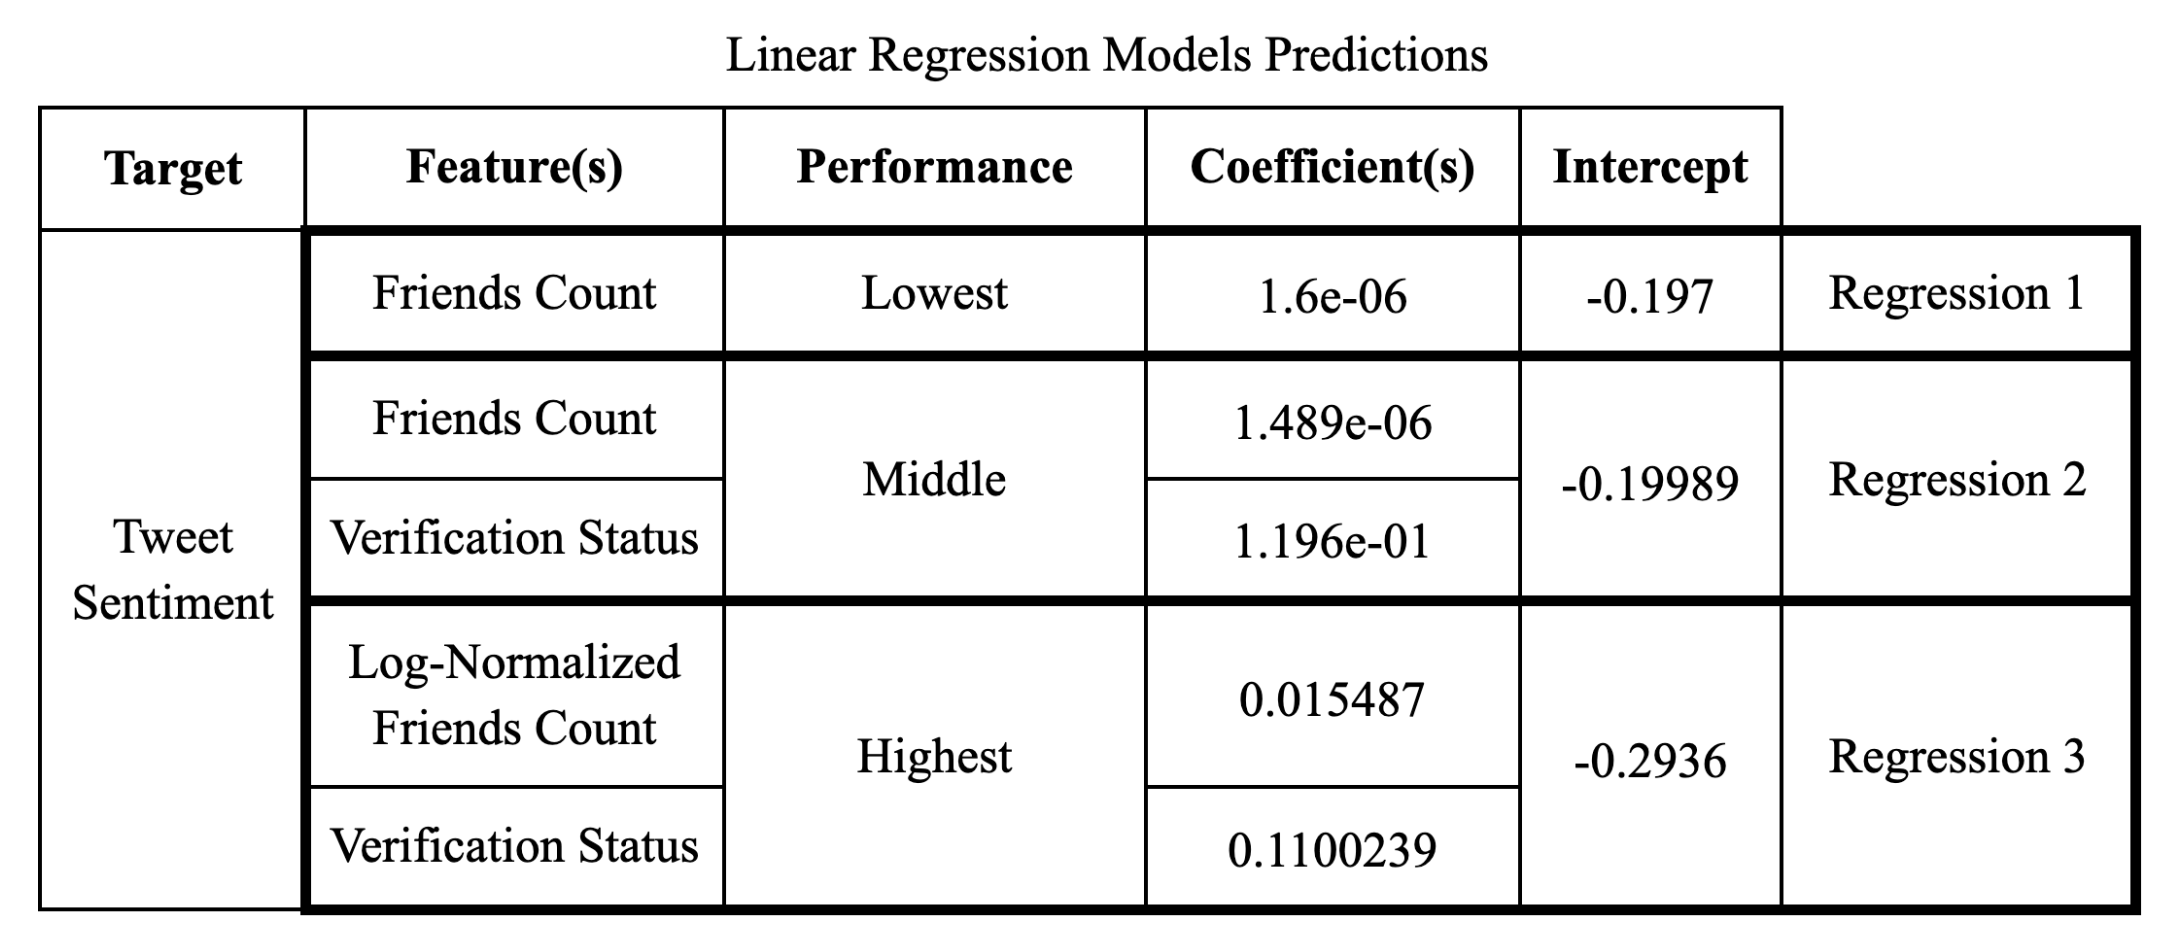 Linear Regression Models Predictions
Target Feature(s) Performance Coefficient(s) Intercept
Friends Count Lowest 1.6e-06 -0.197 Regression 1
Friends Count 1.489e-06
Middle -0.19989 Regression 2
Verification Status 1.196e-01
Tweet
Sentiment
Log-Normalized
Friends Count 0.015487
Highest -0.2936 Regression 3
Verification Status 0.1100239